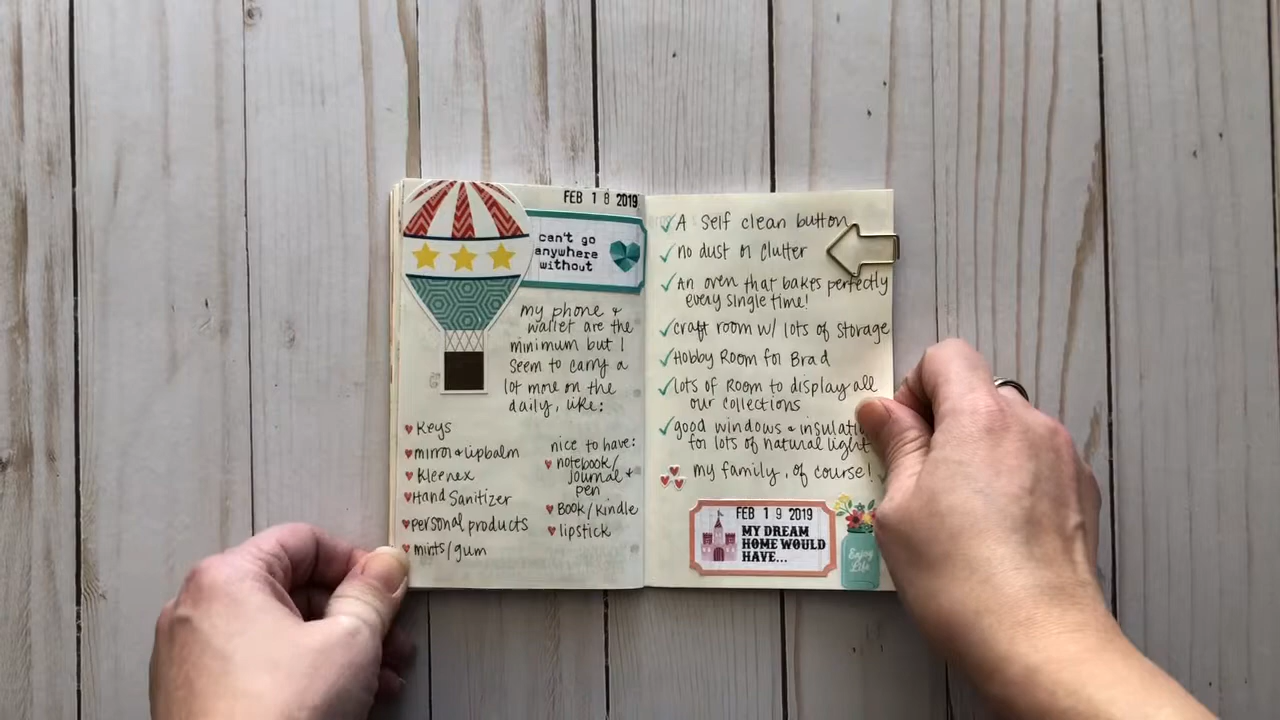 FEB 18 2019
can't go
anywhere
without
my phone &
wallet are the
minimum but I
seem to carry a
lot more on the
daily, like:
Keys
mirror & lipbalm
Kleenex
Hand Sanitizer
personal products
mints/gum
nice to have:
notebook/
journal &
pen
Book/Kindle
lipstick
A Self clean button
no dust or clutter
An oven that bakes perfectly
every single time!
craft room w/ lots of storage
Hobby Room for Brad
lots of Room to display all
our collections
good windows & insulati
for lots of natural light
my family, of course!
FEB 19 2019
MY DREAM
HOME WOULD
HAVE...
Enjoy
Life